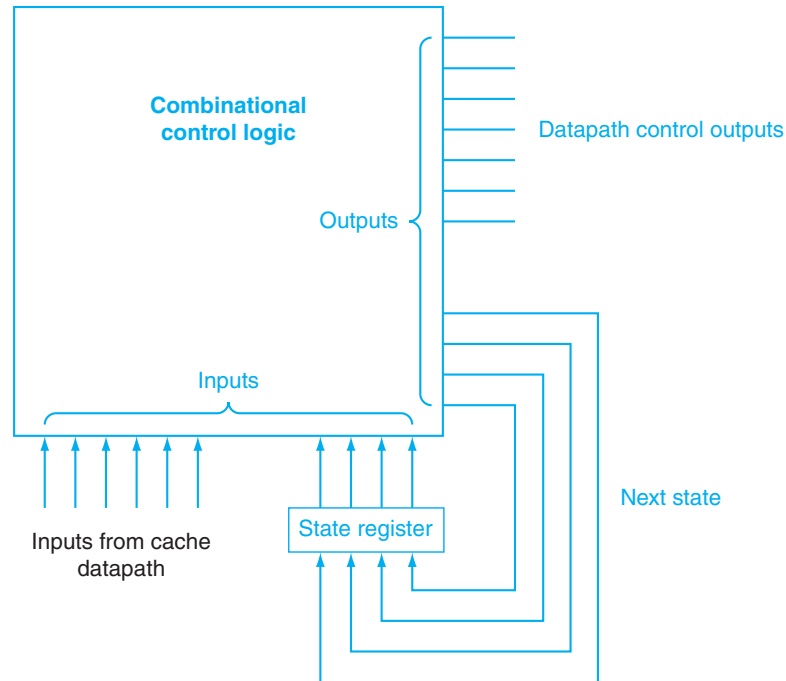 Combinational
control logic
Datapath control outputs
Outputs
Inputs
Next state
State register
Inputs from cache
datapath